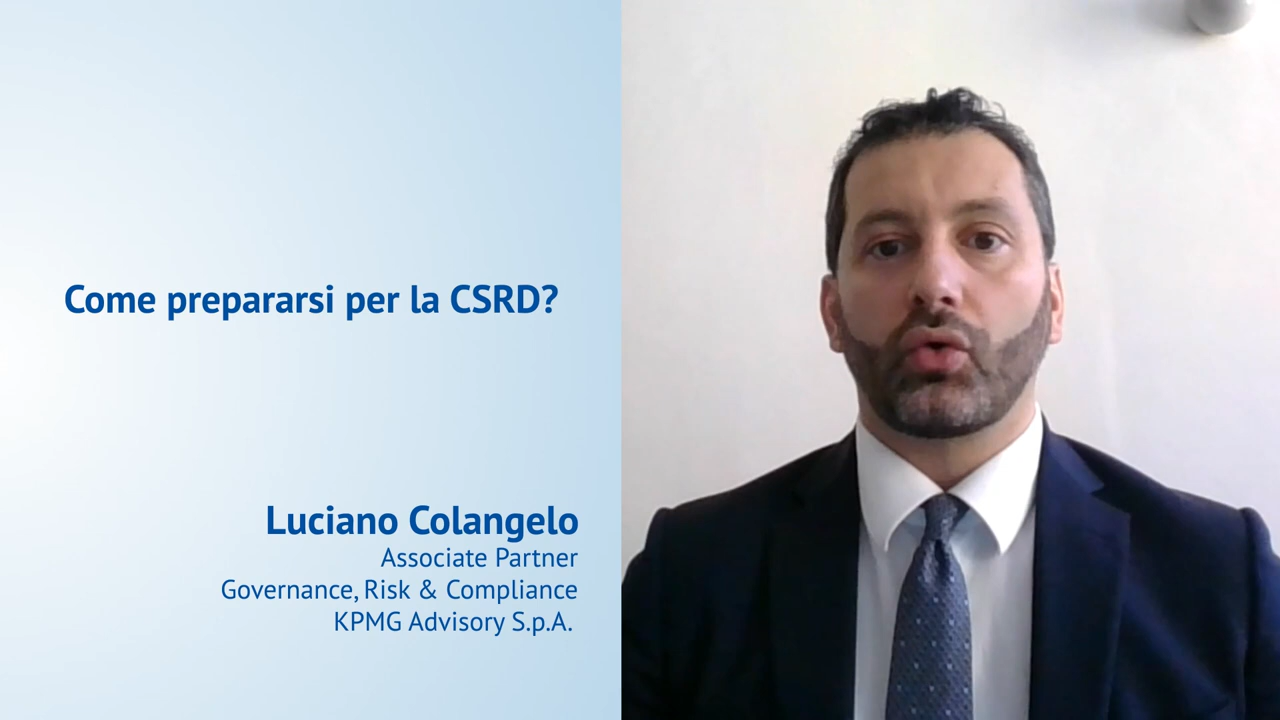 Come prepararsi per la CSRD?
Luciano Colangelo
Associate Partner
Governance, Risk & Compliance
KPMG Advisory S.p.A.